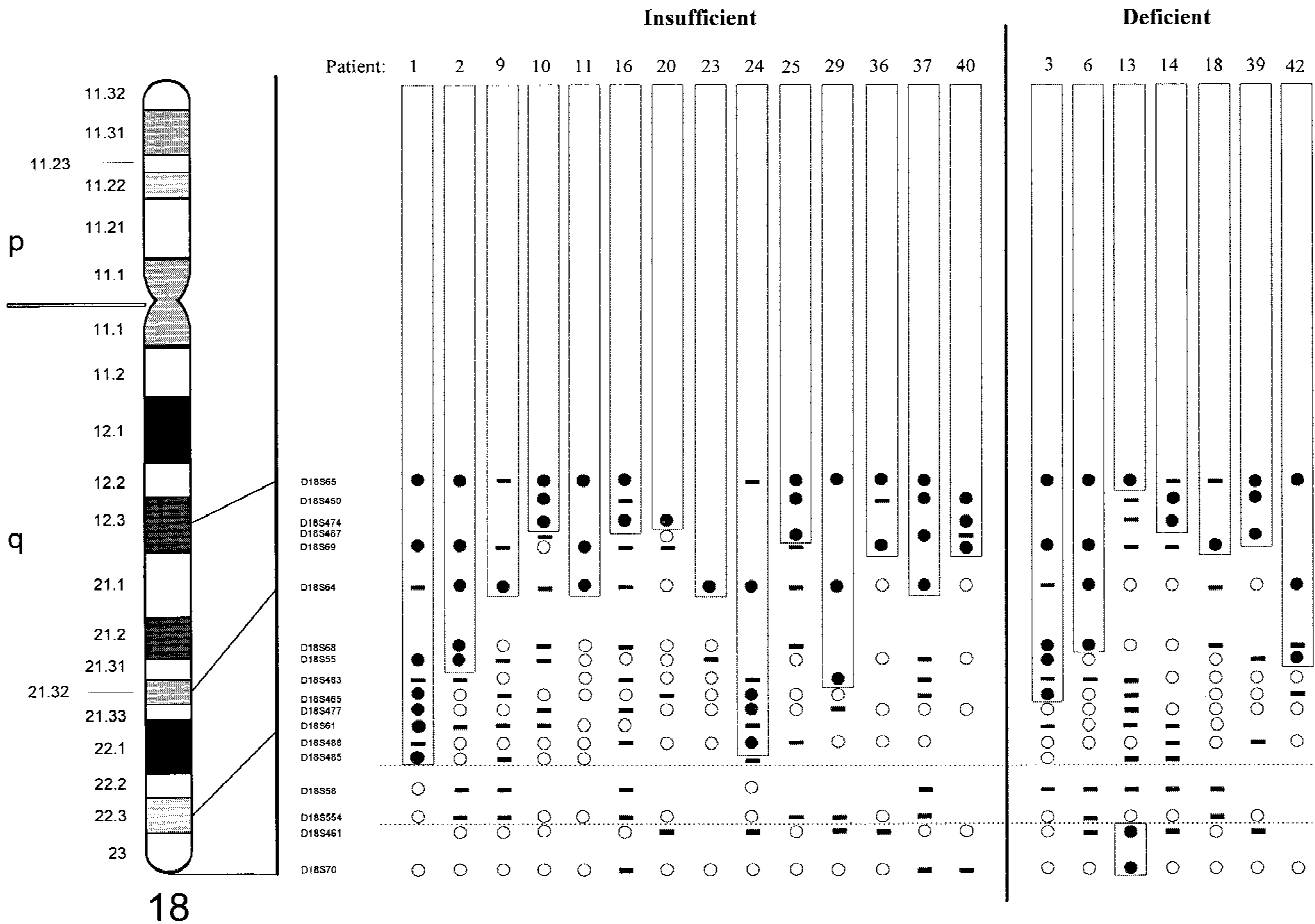 Insufficient Deficient
Patient: 1 2 9 10 11 16 20 23 24 25 29 36 37 40 3 6 13 14 18 39 42
11.32
11.31
11.23
11.22
11.21
p
11.1
11.1
11.2
12.1
12.2
12.3
q
21.1
21.2
21.31
21.32
21.33
22.1
22.2
22.3
23
18
D18S65
D18S450
D18S474
D18S467
D18S69
D18S64
D18S68
D18S55
D18S483
D18S465
D18S477
D18S61
D18S488
D18S485
D18S58
D18S554
D18S461
D18S70